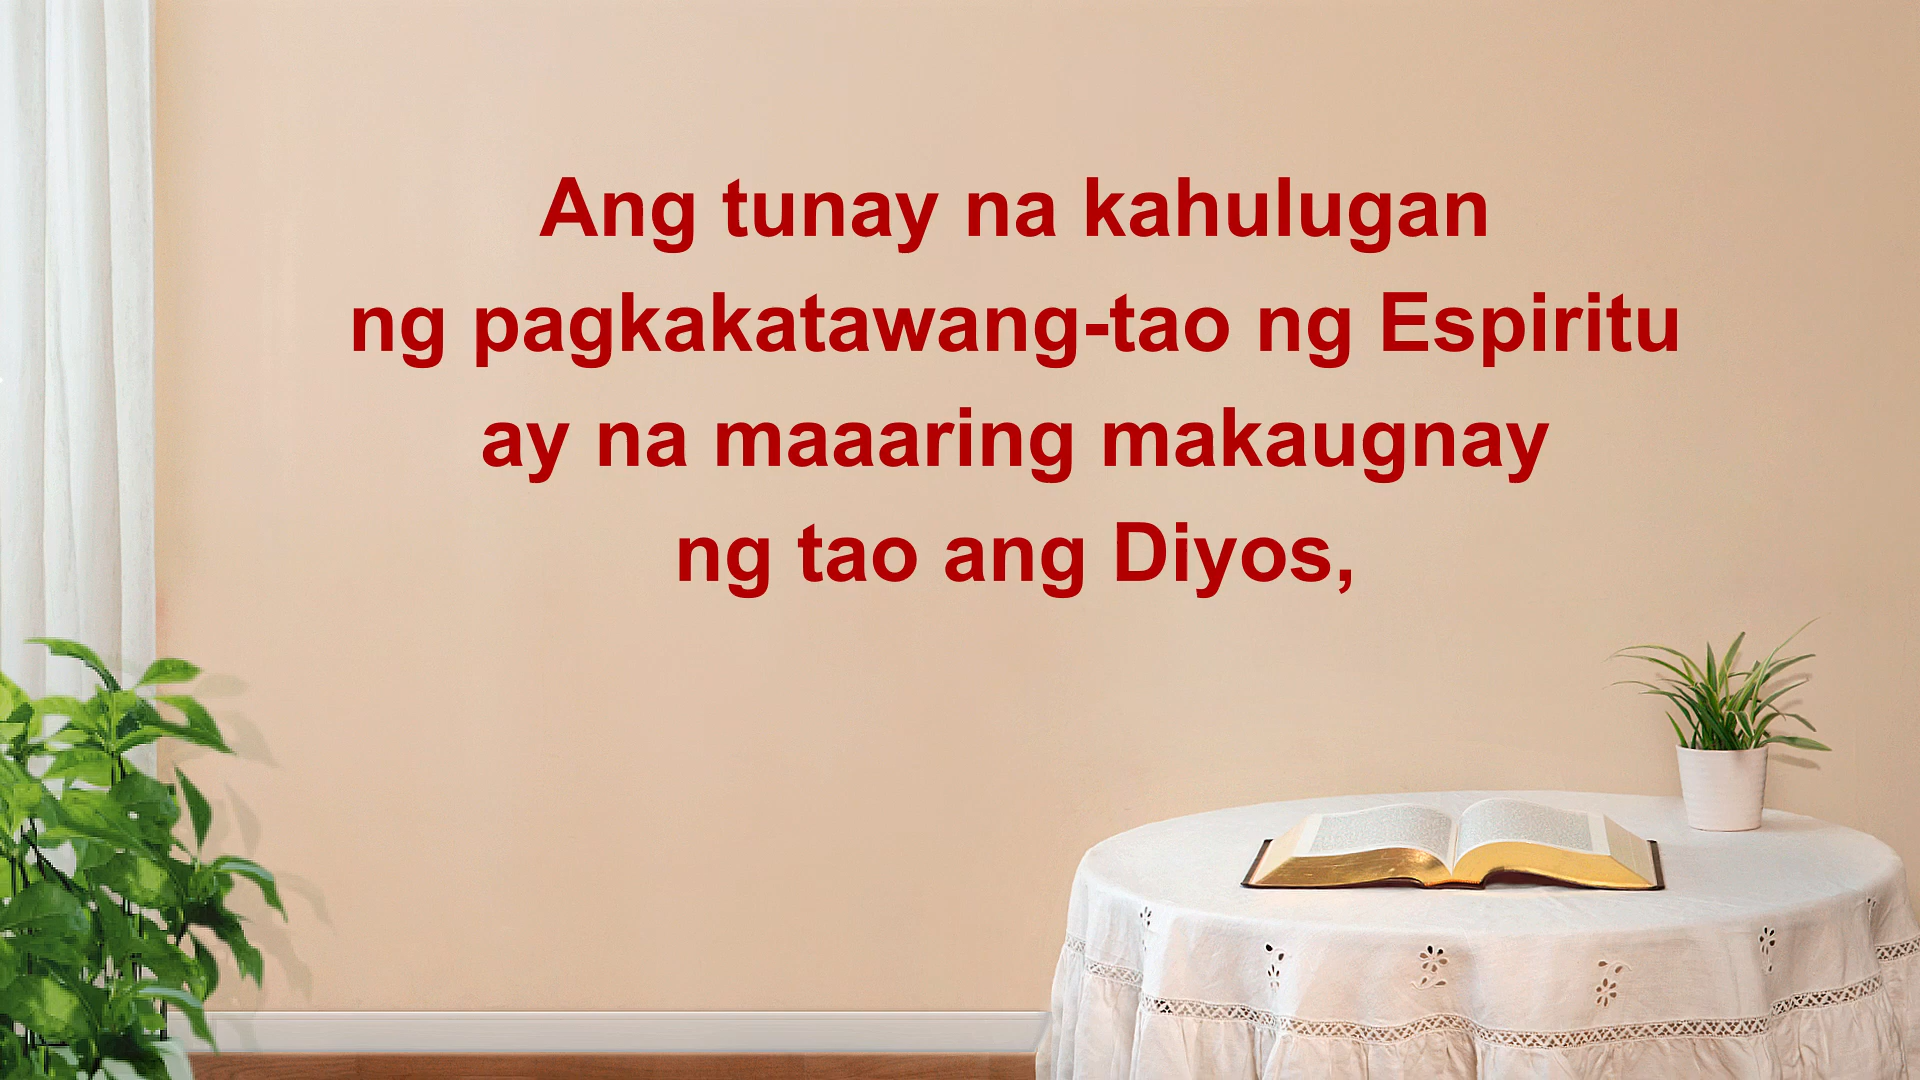 Ang tunay na kahulugan
ng pagkakatawang-tao ng Espiritu
ay na maaaring makaugnay
ng tao ang Diyos,